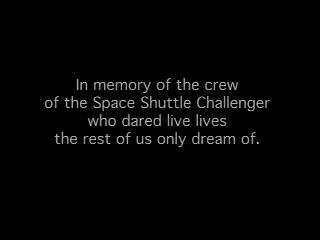 In memory of the crew
of the Space Shuttle Challenger
who dared live lives
the rest of us only dream of.